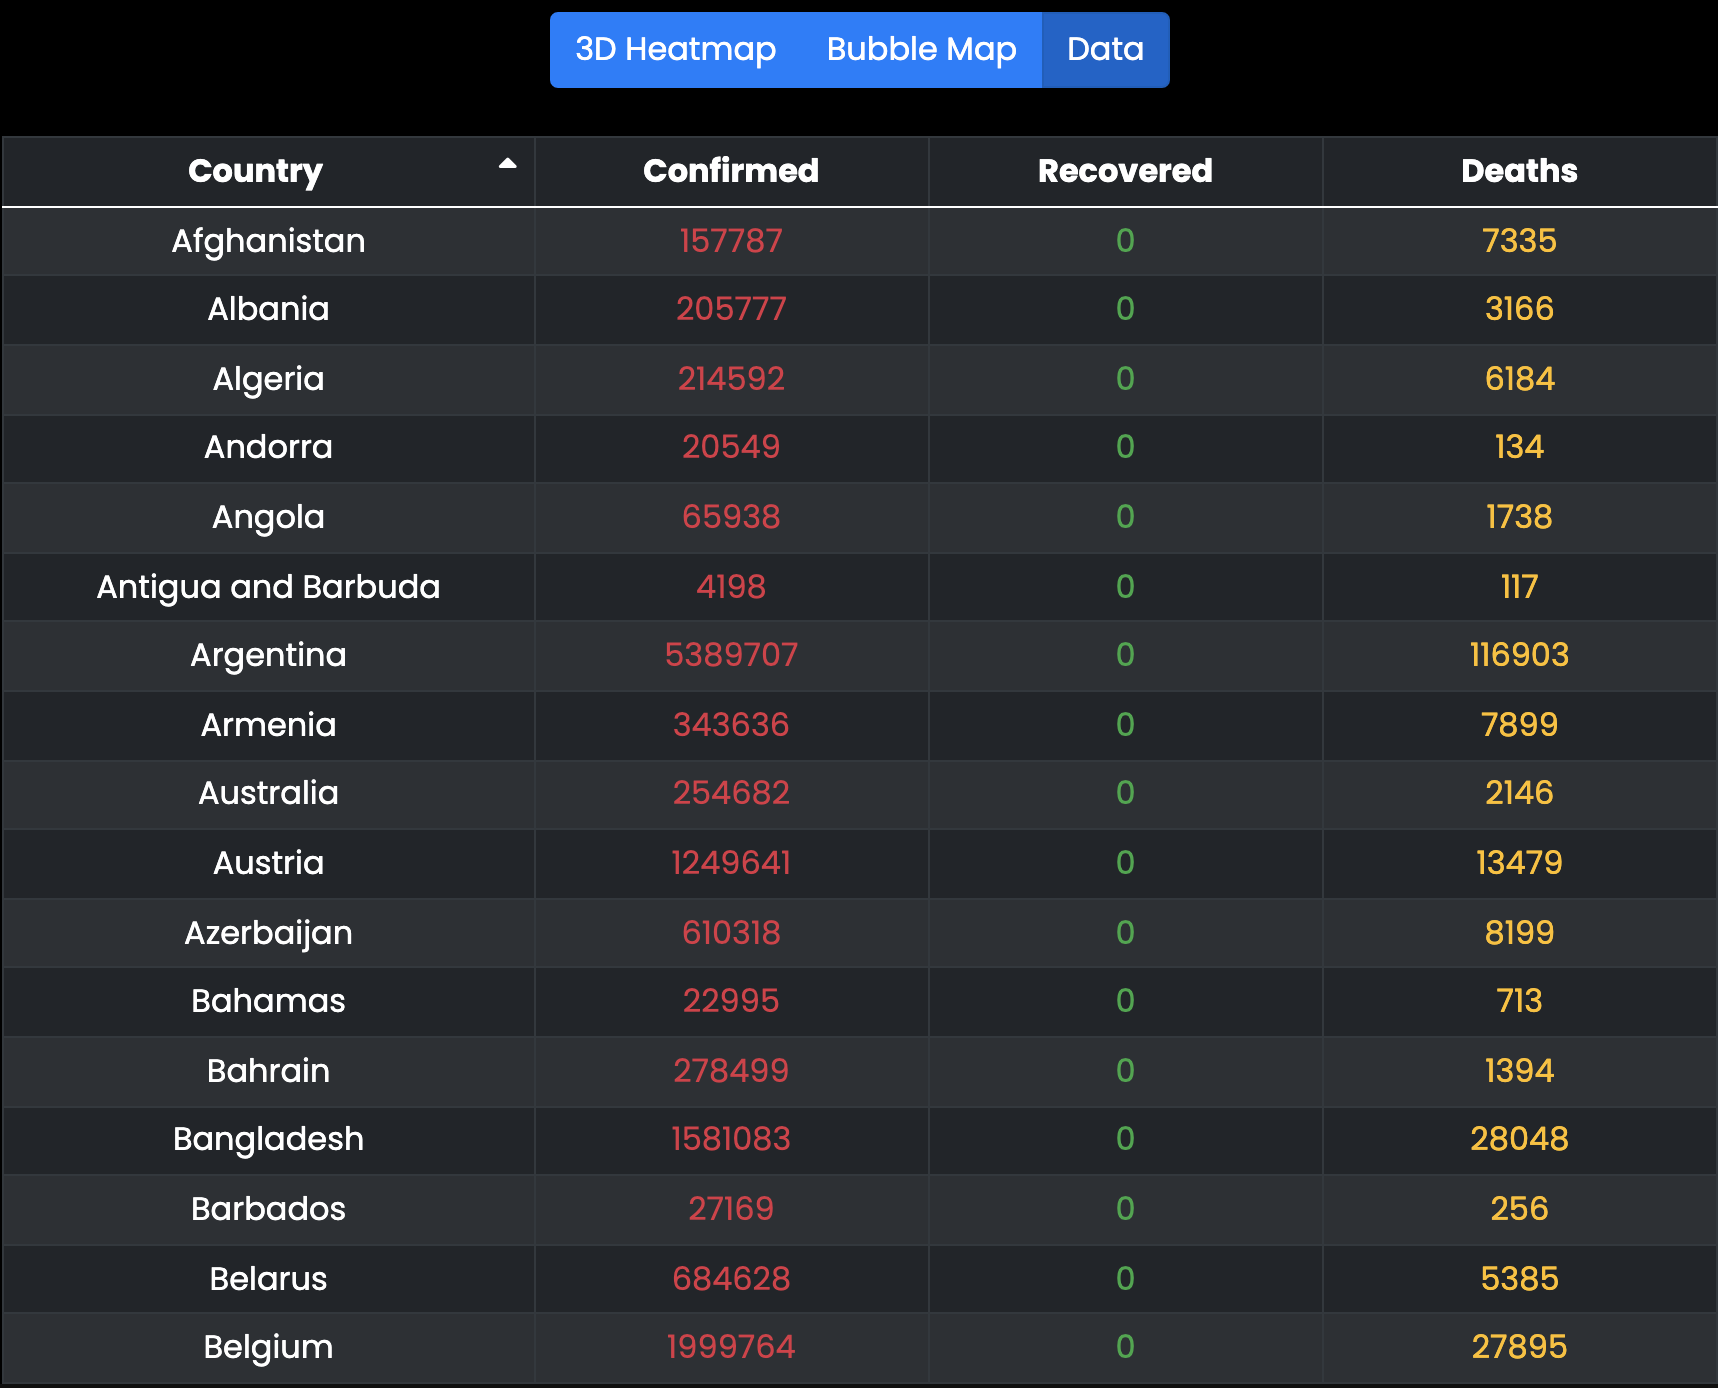 3D Heatmap Bubble Map Data
Country Confirmed Recovered Deaths
Afghanistan 157787 0 7335
Albania 205777 0 3166
Algeria 214592 0 6184
Andorra 20549 0 134
Angola 65938 0 1738
Antigua and Barbuda 4198 0 117
Argentina 5389707 0 116903
Armenia 343636 0 7899
Australia 254682 0 2146
Austria 1249641 0 13479
Azerbaijan 610318 0 8199
Bahamas 22995 0 713
Bahrain 278499 0 1394
Bangladesh 1581083 0 28048
Barbados 27169 0 256
Belarus 684628 0 5385
Belgium 1999764 0 27895